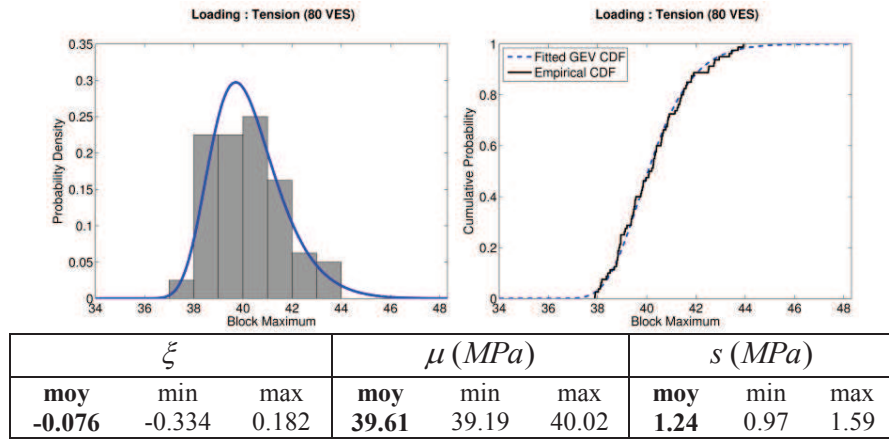 Loading : Tension (80 VES)
0.35
0.3
0.25
0.2
0.15
0.1
0.05
0
Probability Density
34 36 38 40 42 44 46 48
Block Maximum
Loading : Tension (80 VES)
Fitted GEV CDF
Empirical CDF
1
0.8
0.6
0.4
0.2
0
Cumulative Probability
34 36 38 40 42 44 46 48
Block Maximum
ξ μ (MPa) s (MPa)
moy min max moy min max moy min max
-0.076 -0.334 0.182 39.61 39.19 40.02 1.24 0.97 1.59